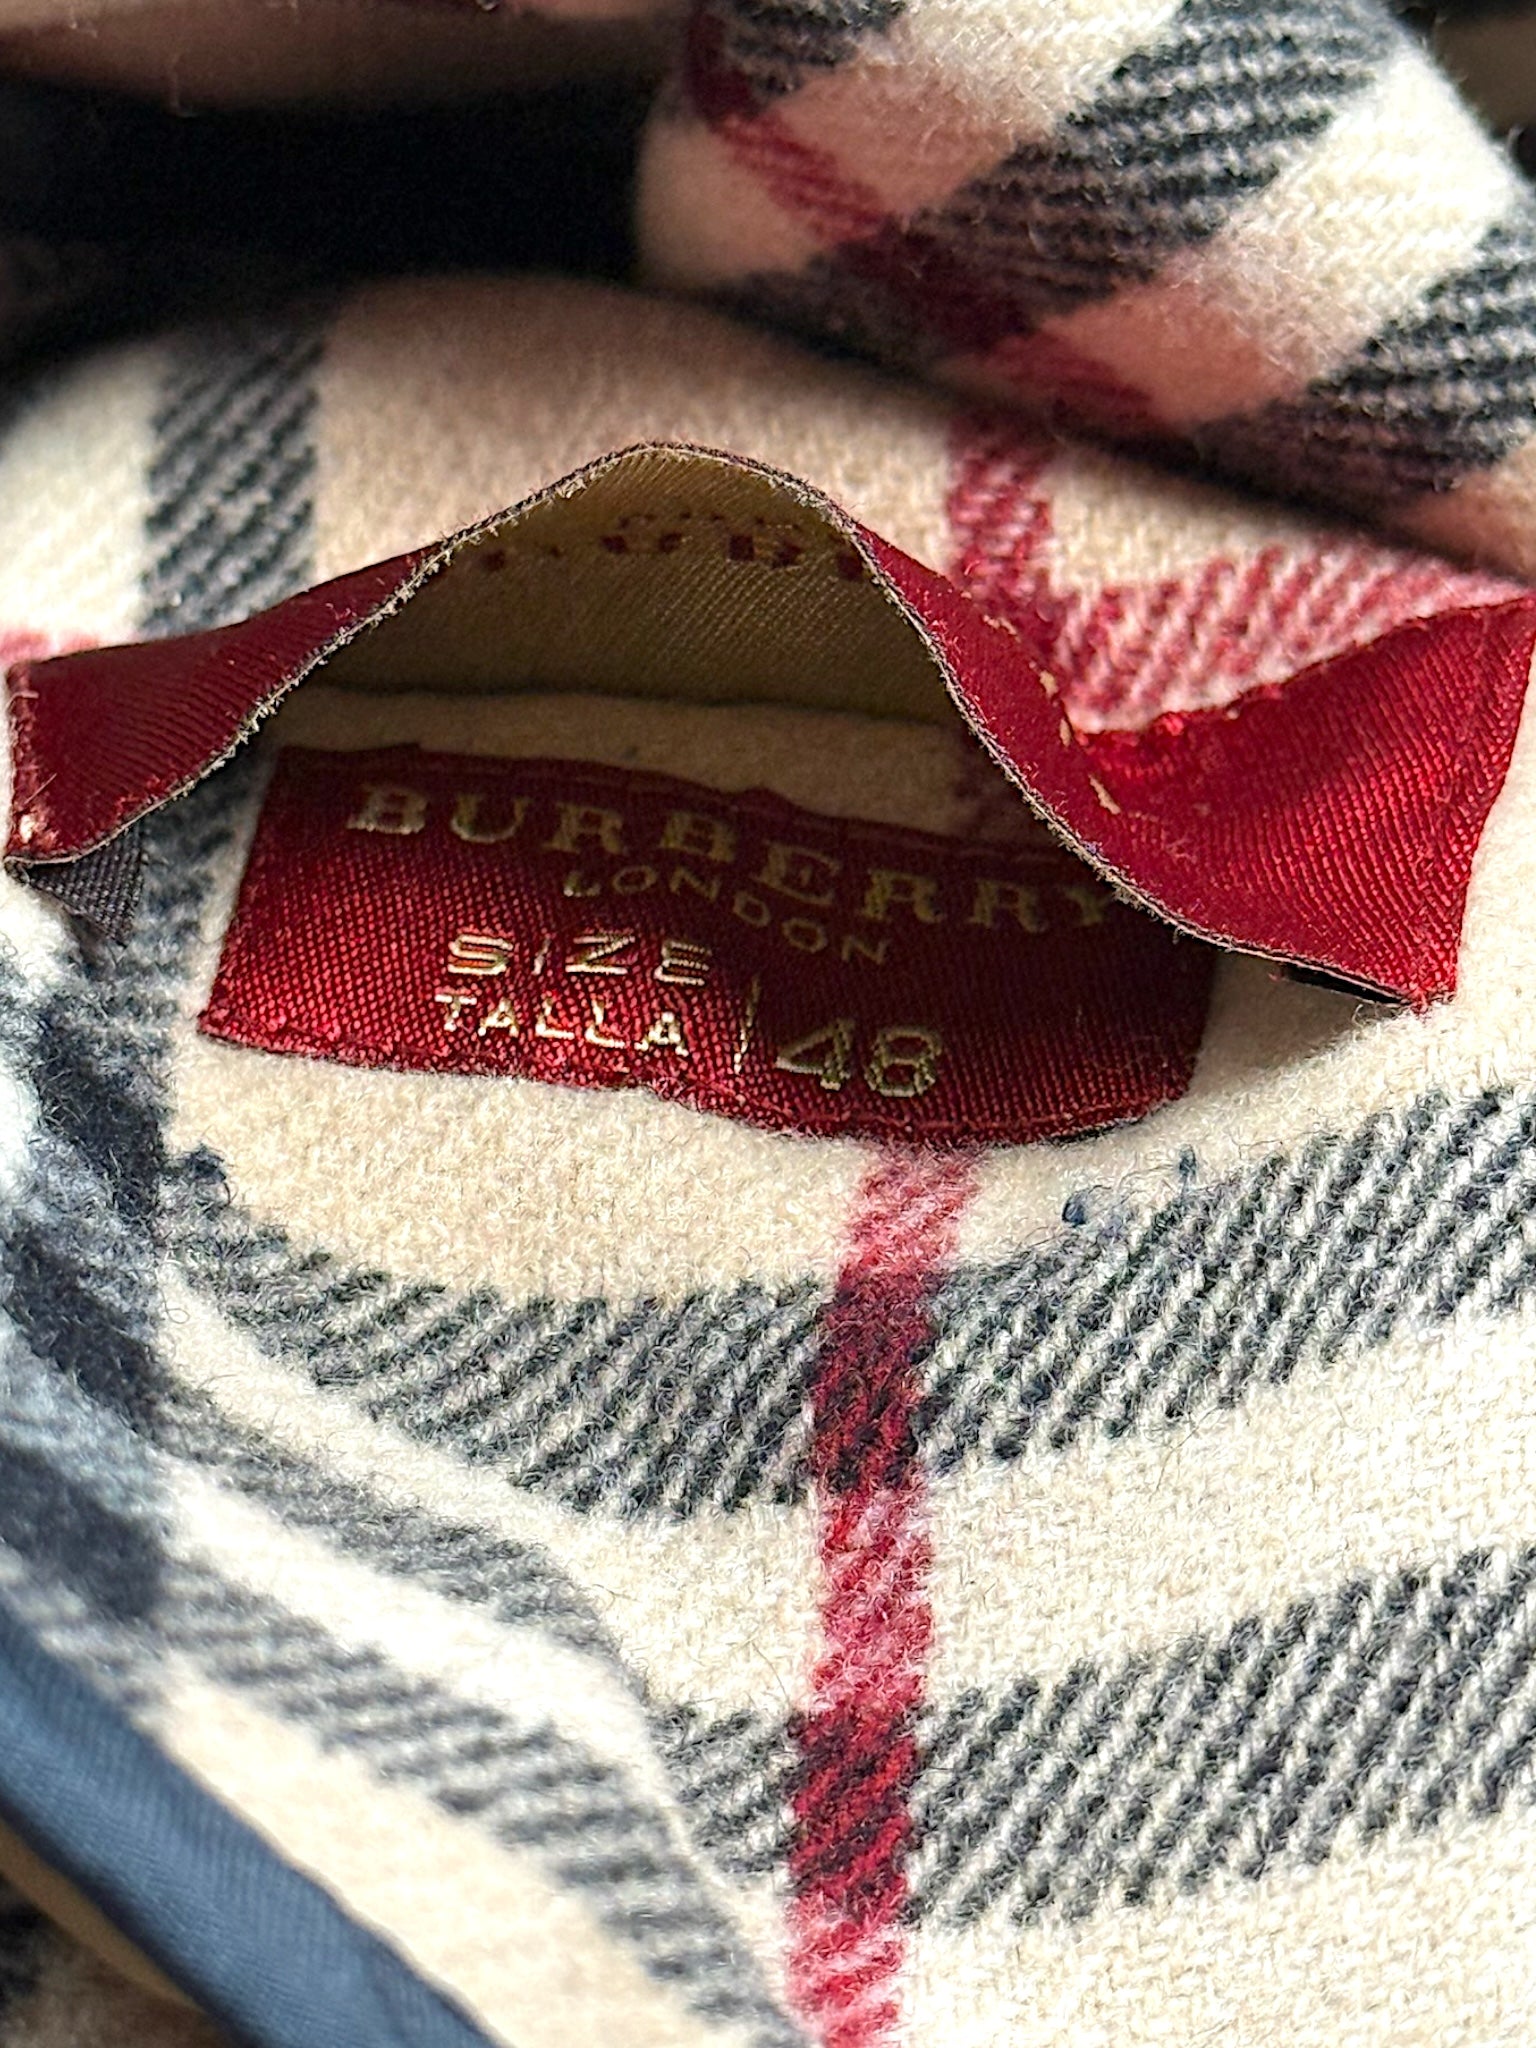 BURBERRY
LONDON
SIZE
TALLA 48